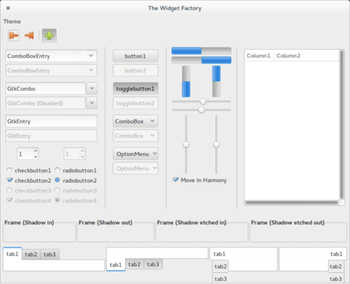 The Widget Factory
Theme
ComboBoxEntry
ComboBoxEntry
GtkCombo
GtkCombo (Disabled)
GtkEntry
GtkEntry
1
1
checkbutton1
radiobutton1
checkbutton2
radiobutton2
checkbutton3
radiobutton3
checkbutton4
radiobutton4
button1
button2
togglebutton1
togglebutton2
ComboBox
ComboBox
OptionMenu
OptionMenu
Move In Harmony
Column1 Column2
Frame (Shadow in)
Frame (Shadow out)
Frame (Shadow etched in)
Frame (Shadow etched out)
tab1 tab2 tab3
tab1 tab2 tab3
tab1
tab2
tab3
tab1
tab2
tab3